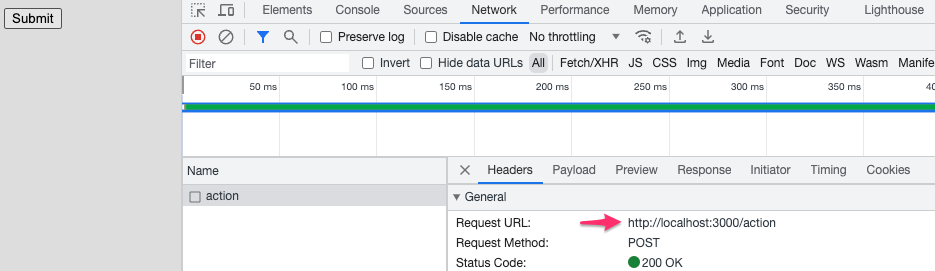 Submit
Elements Console Sources Network Performance Memory Application Security Lighthouse
Preserve log Disable cache No throttling
Filter Invert Hide data URLs All Fetch/XHR JS CSS Img Media Font Doc WS Wasm Manife
50 ms 100 ms 150 ms 200 ms 250 ms 300 ms 350 ms 40
Name
Headers Payload Preview Response Initiator Timing Cookies
action
General
Request URL: http://localhost:3000/action
Request Method: POST
Status Code: 200 OK